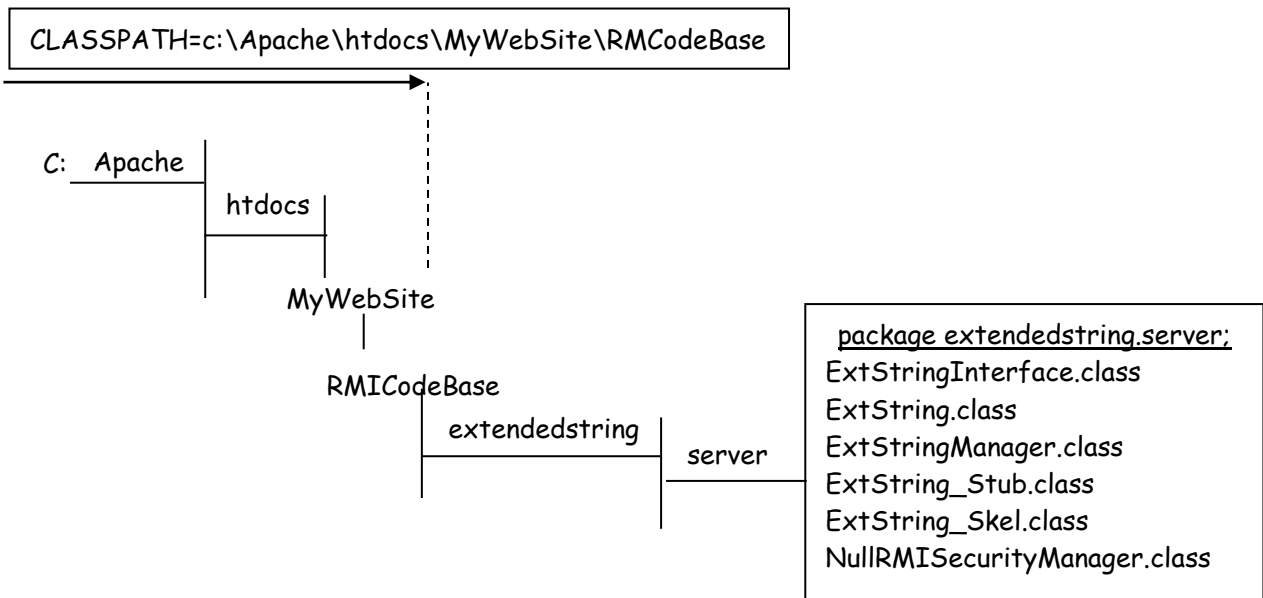 CLASSPATH=c:\Apache\htdocs\MyWebSite\RMCodeBase
C: Apache
htdocs
MyWebSite
RMICodeBase
extendedstring
server
package extendedstring.server;
ExtStringInterface.class
ExtString.class
ExtStringManager.class
ExtString_Stub.class
ExtString_Skel.class
NullRMISecurityManager.class